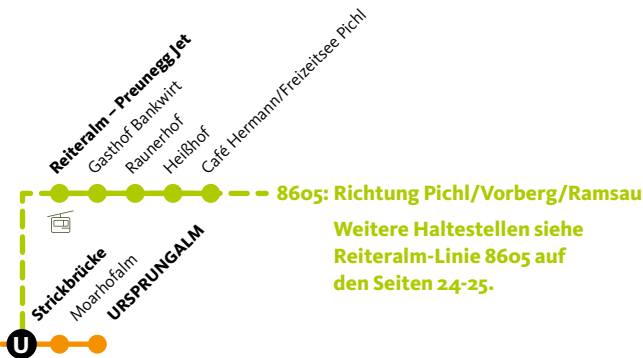 Reiteralm – Preunegg Jet
Gasthof Bankwirt
Raunerhof
Heißhof
Café Hermann/Freizeitsee Pichl
8605: Richtung Pichl/Vorberg/Ramsau
Weitere Haltestellen siehe
Reiteralm-Linie 8605 auf
den Seiten 24-25.
Strickbrücke
Moarhofalm
URSPRUNGALM
U